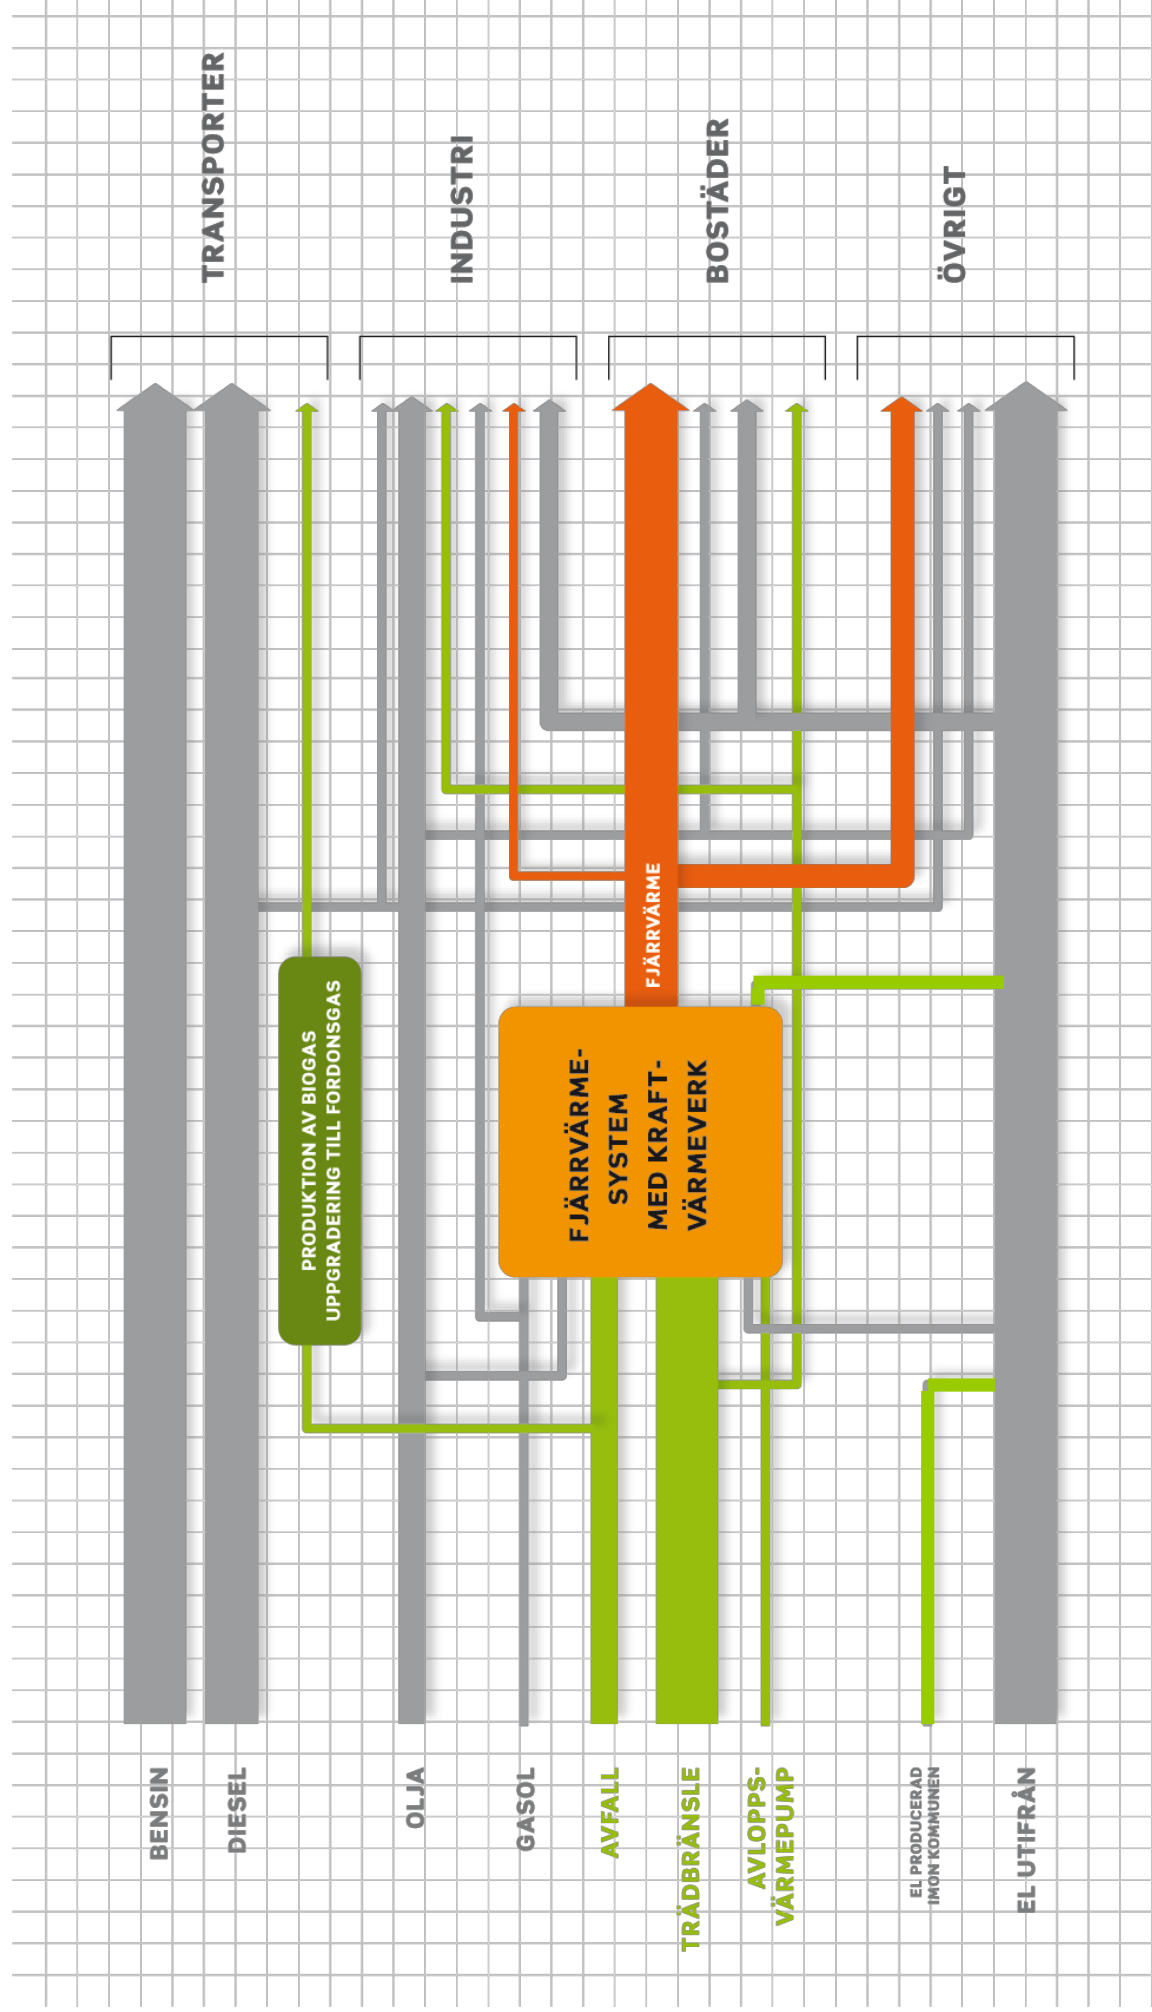 TRANSPORTER
INDUSTRI
BOSTÄDER
ÖVRIGT
FJÄRRVÄRME
PRODUKTION AV BIOGAS
UPPGRADERING TILL FORDONSGAS
FJÄRRVÄRME-
SYSTEM
MED KRAFT-
VÄRMEVERK
BENSIN
DIESEL
OLJA
GASOL
AVFALL
TRÄDBRÄNSLE
AVLOPPS-
VÄRMEPUMP
EL PRODUCERAD
IMON KOMMUNEN
EL UTIFRÅN